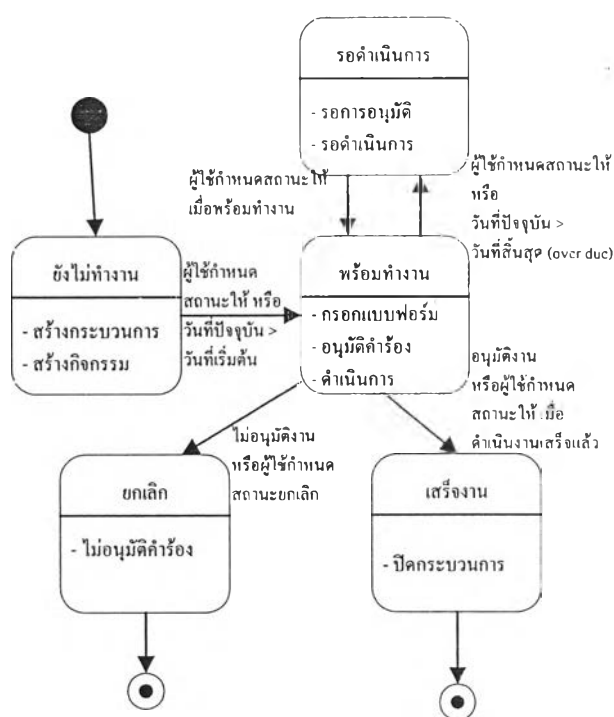 รอดำเนินการ
- รอการอนุมัติ
- รอดำเนินการ
ผู้ใช้กำหนดสถานะให้
เมื่อพร้อมทำงาน
ผู้ใช้กำหนดสถานะให้
หรือ
วันที่ปัจจุบัน >
วันที่สิ้นสุด (over due)
ยังไม่ทำงาน
- สร้างกระบวนการ
- สร้างกิจกรรม
ผู้ใช้กำหนด
สถานะให้ หรือ
วันที่ปัจจุบัน >
วันที่เริ่มต้น
พร้อมทำงาน
- กรอกแบบฟอร์ม
- อนุมัติคำร้อง
- ดำเนินการ
อนุมัติงาน
หรือผู้ใช้กำหนด
สถานะให้ เมื่อ
ดำเนินงานเสร็จแล้ว
ไม่อนุมัติงาน
หรือผู้ใช้กำหนด
สถานะยกเลิก
ยกเลิก
- ไม่อนุมัติคำร้อง
เสร็จงาน
- ปิดกระบวนการ